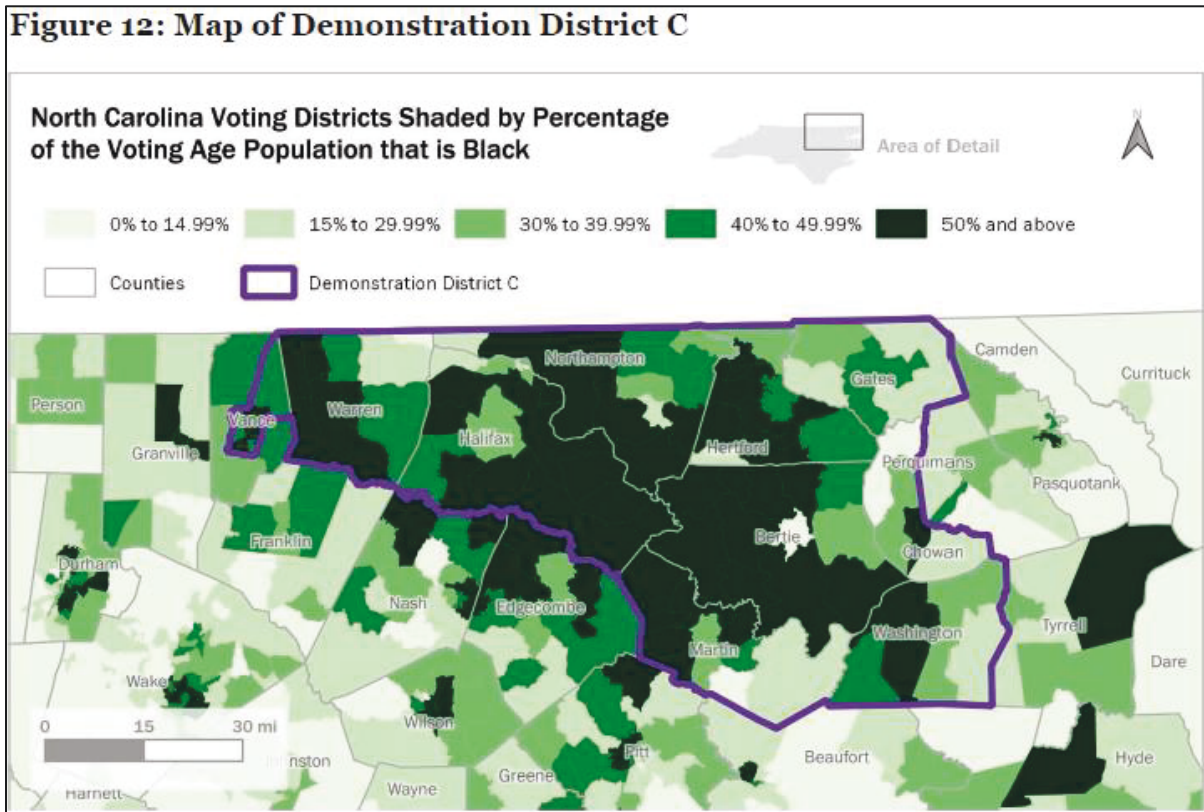 Figure 12: Map of Demonstration District C
North Carolina Voting Districts Shaded by Percentage
of the Voting Age Population that is Black
N
Area of Detail
0% to 14.99%
15% to 29.99%
30% to 39.99%
40% to 49.99%
50% and above
Counties
Demonstration District C
Northampton
Camden
Currituck
Gates
Person
Warren
Vance
Halifax
Hertford
Granville
Perquimans
Pasquotank
Franklin
Bertie
Chowan
Durham
Nash
Edgecombe
Washington
Tyrrell
Martin
Dare
Wake
0 15 30 mi
Wilson
Pitt
Beaufort
Hyde
nston
Greene
Wayne
Harnett